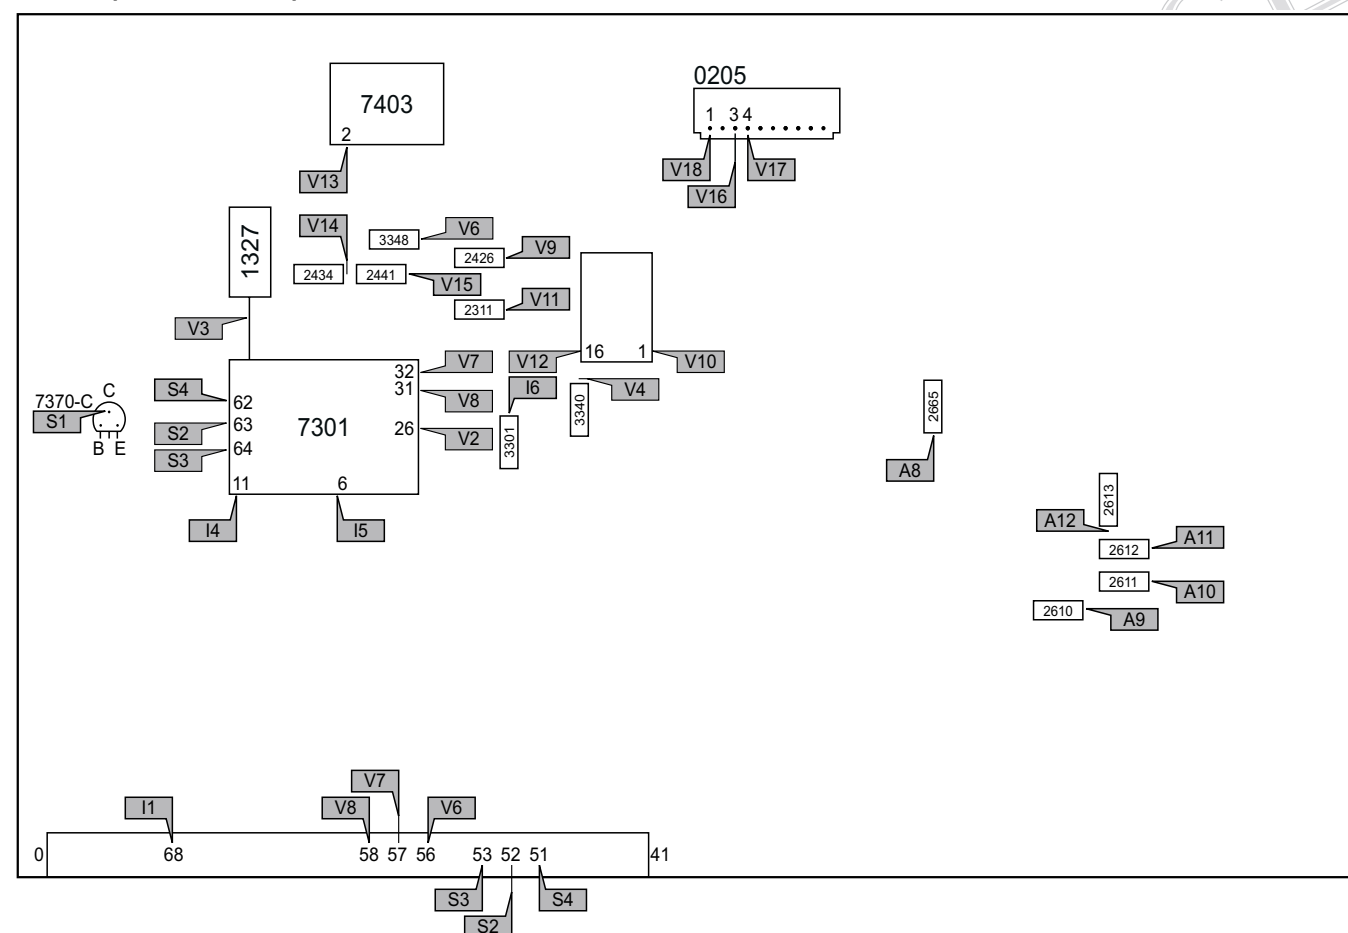 0205
7403
1 3 4
2
V13
V18
V17
V16
1327
V14
3348
V6
2426
V9
2434
2441
V15
2311
V11
V3
V7
V12
16
1
V10
32
31
I6
V4
S4
62
V8
7370-C
C
S1
S2
63
7301
26
V2
3301
3340
2665
B E
S3
64
11
6
A8
I4
I5
2613
A12
2612
A11
2611
A10
2610
A9
V7
I1
V8
V6
0
68
58
57
56
53
52
51
41
S3
S4
S2